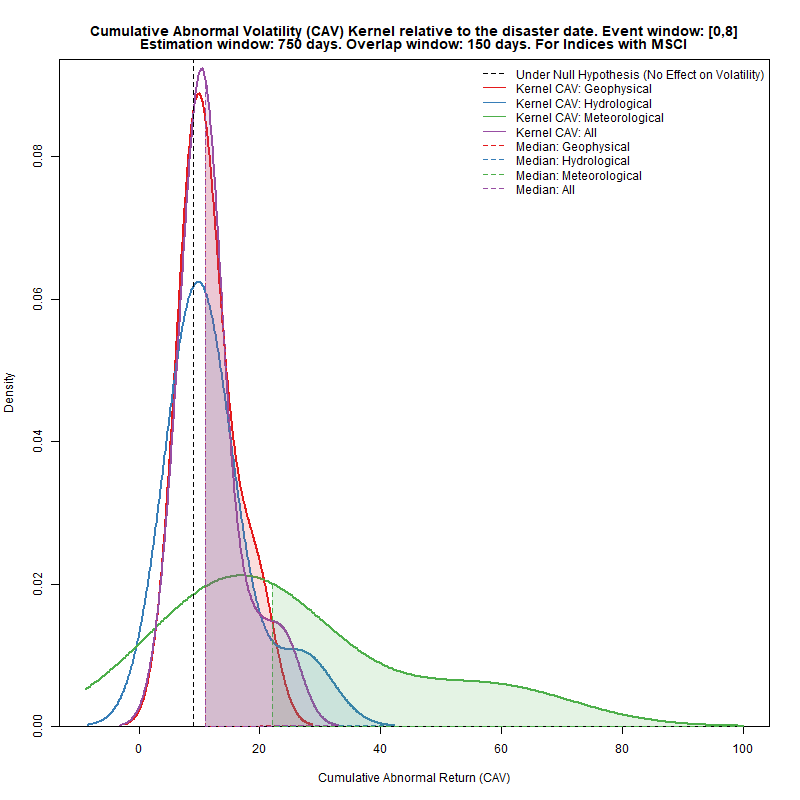 Cumulative Abnormal Volatility (CAV) Kernel relative to the disaster date. Event window: [0,8]
Estimation window: 750 days. Overlap window: 150 days. For Indices with MSCI
Under Null Hypothesis (No Effect on Volatility)
Kernel CAV: Geophysical
Kernel CAV: Hydrological
Kernel CAV: Meteorological
Kernel CAV: All
Median: Geophysical
Median: Hydrological
Median: Meteorological
Median: All
Density
0.08
0.06
0.04
0.02
0.00
0 20 40 60 80 100
Cumulative Abnormal Return (CAV)